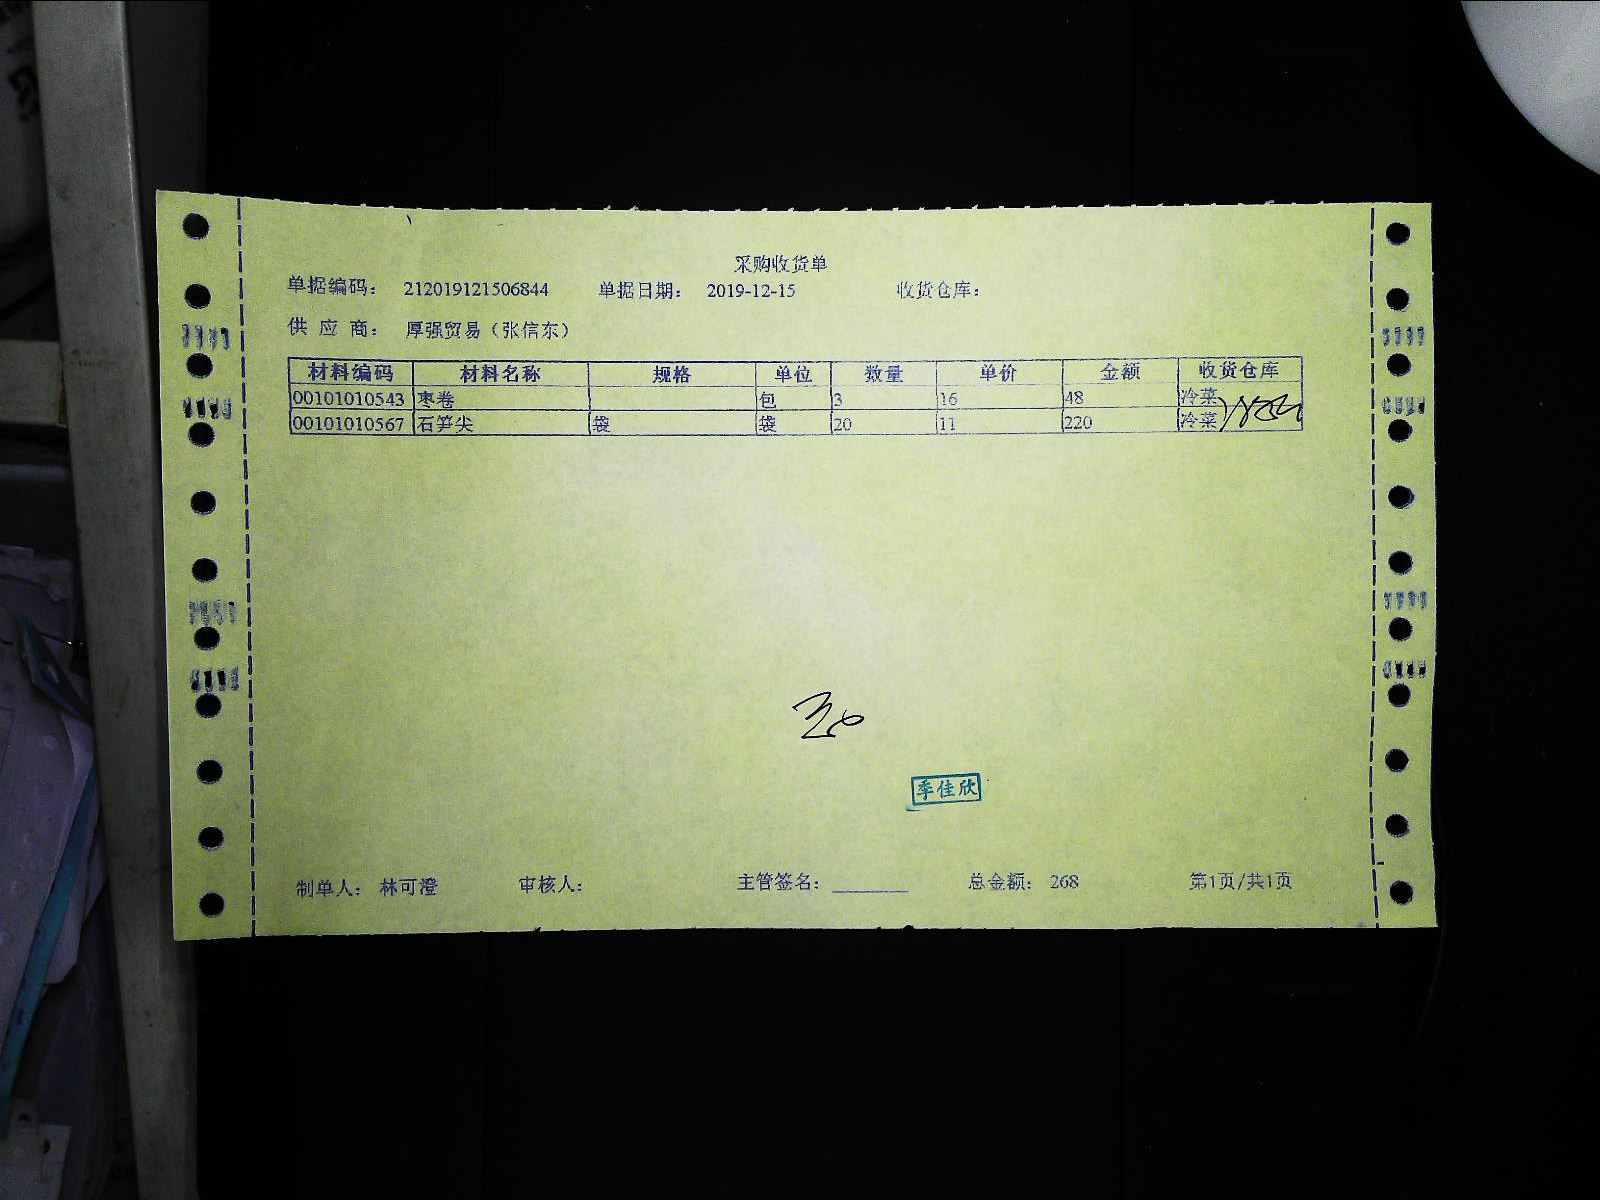 采购收货单
单据编码： 212019121506844 单据日期： 2019-12-15 收货仓库：
供 应 商： 厚强贸易（张信东）
材料编码 材料名称 规格 单位 数量 单价 金额 收货仓库
00101010543 枣卷 包 3 16 48 冷菜
00101010567 石笋尖 袋 袋 20 11 220 冷菜
季佳欣
制单人： 林可澄 审核人： 主管签名： ________ 总金额： 268 第1页/共1页